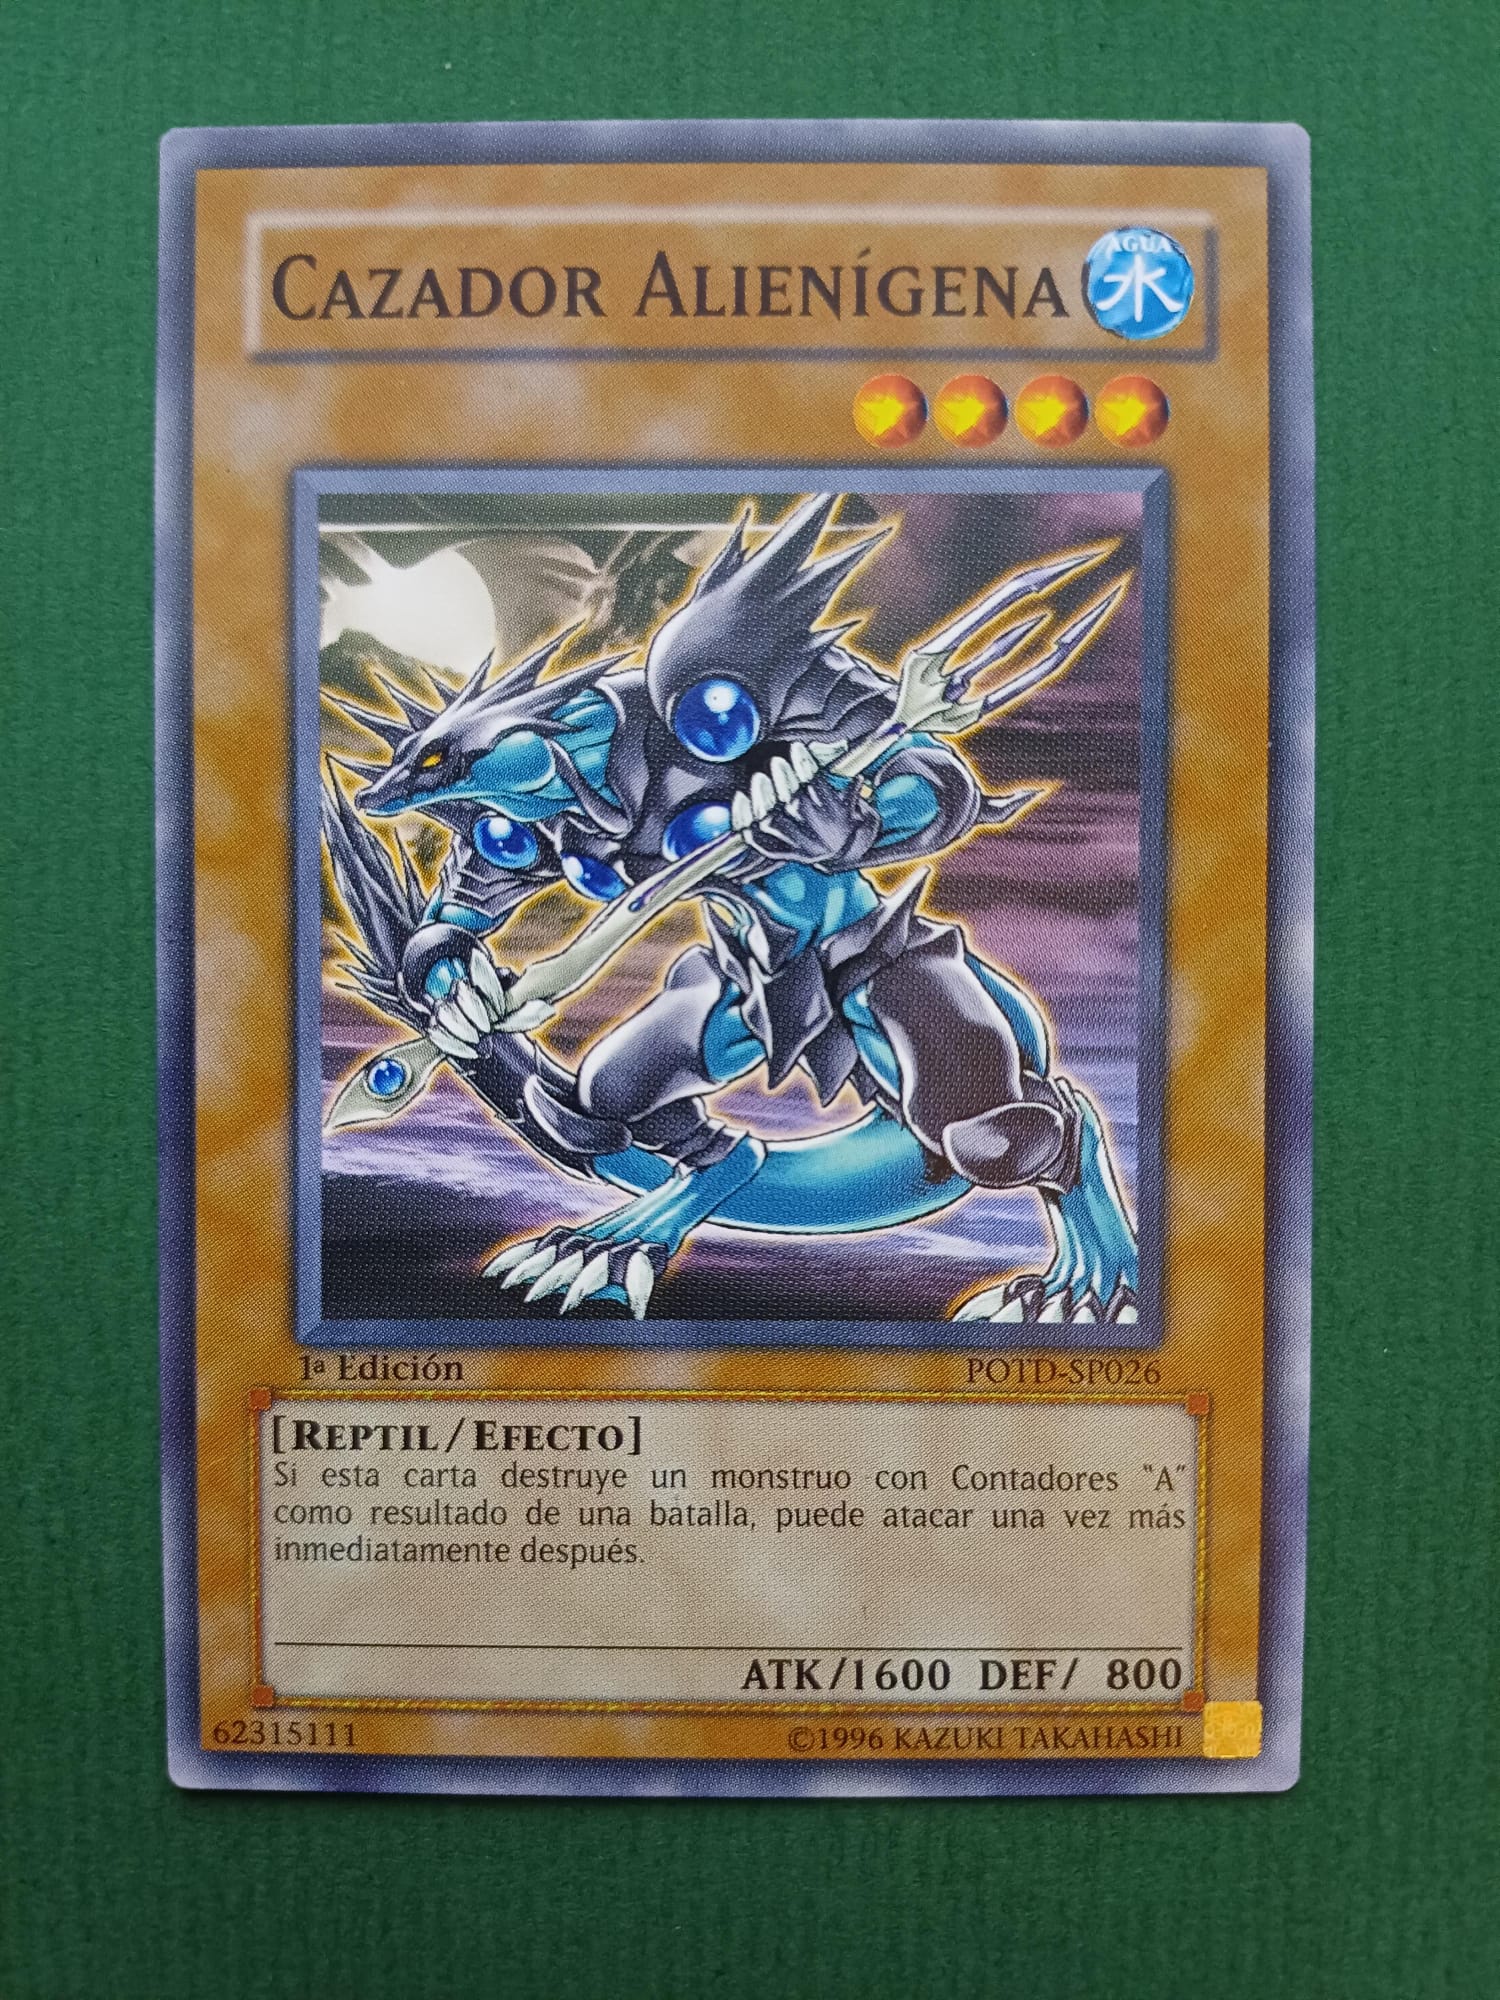 CAZADOR ALIENÍGENA
AGUA
水
1ª Edición
POTD-SP026
[REPTIL/EFECTO]
Si esta carta destruye un monstruo con Contadores "A"
como resultado de una batalla, puede atacar una vez más
inmediatamente después.
ATK/1600 DEF/ 800
62315111
©1996 KAZUKI TAKAHASHI